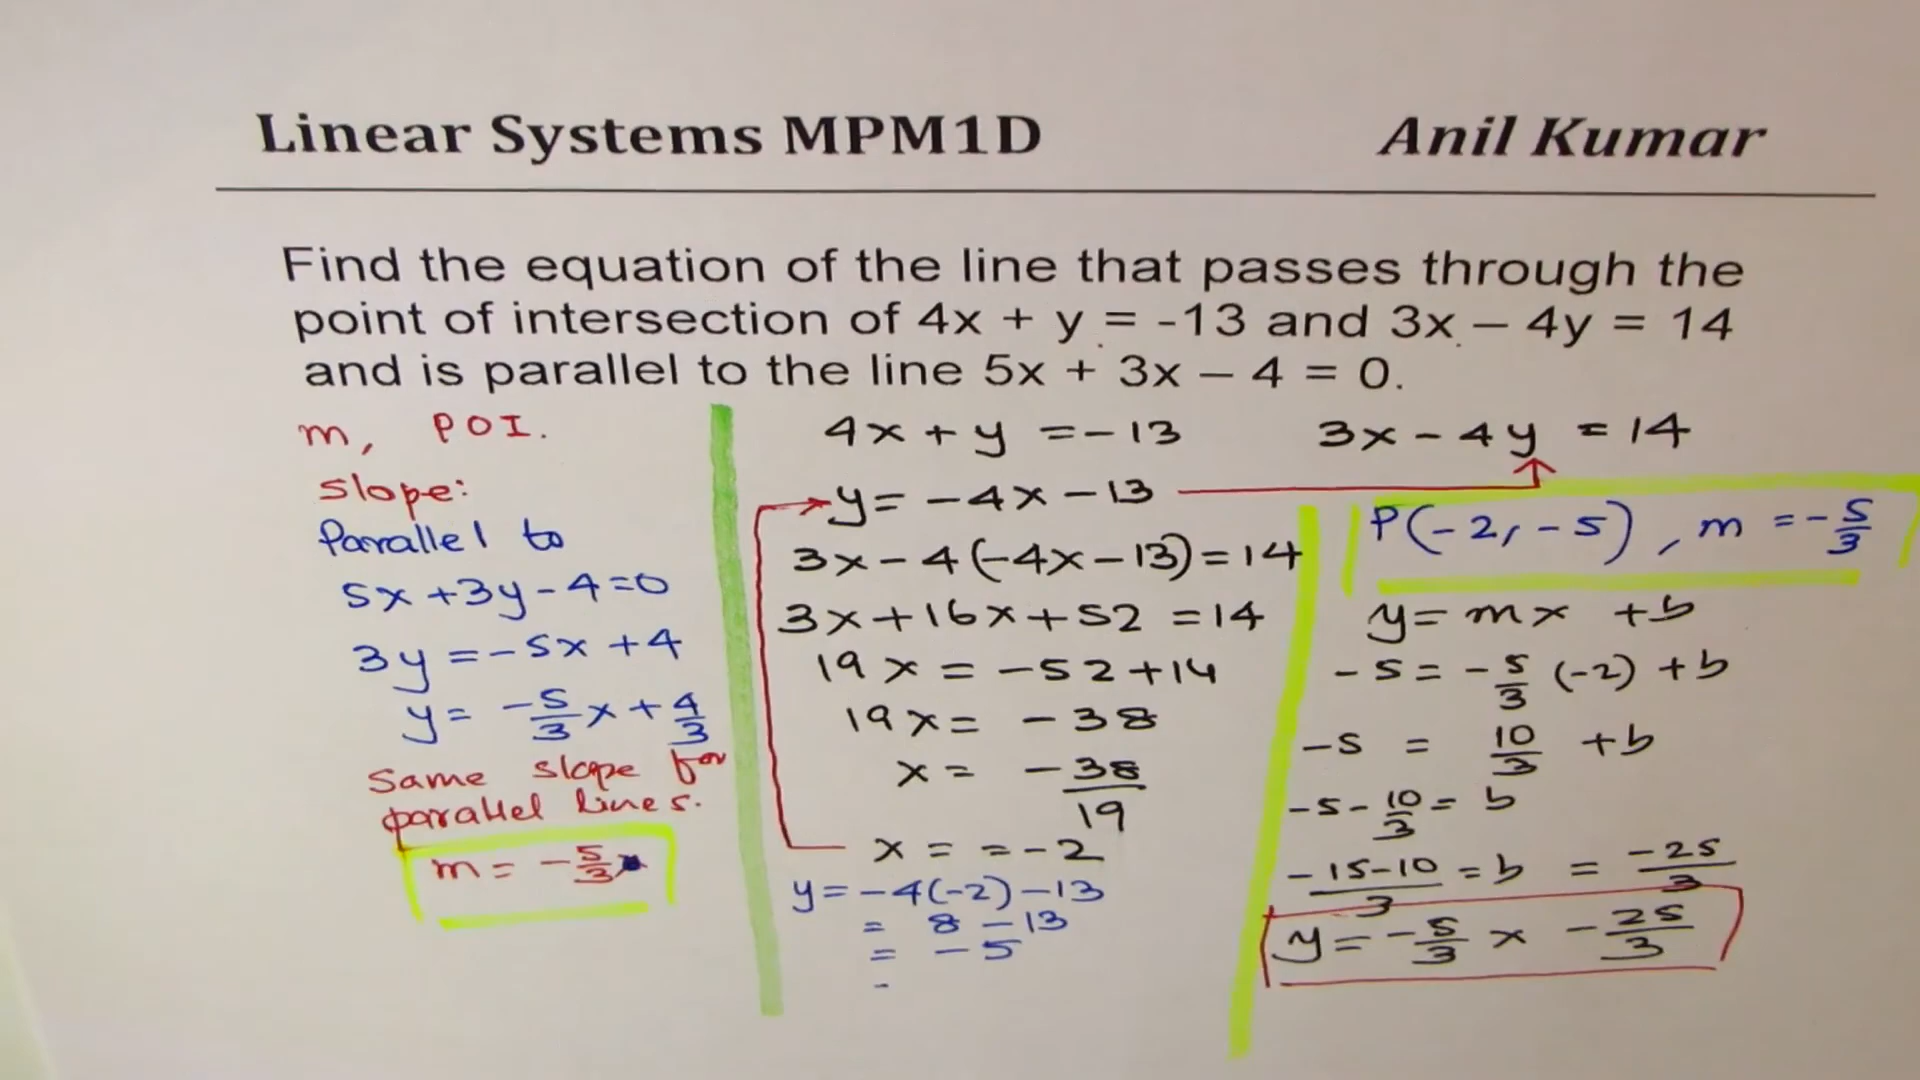 Linear Systems MPM1D Anil Kumar
Find the equation of the line that passes through the
point of intersection of 4x + y = -13 and 3x – 4y = 14
and is parallel to the line 5x + 3x – 4 = 0.
m, POI.
Slope:
Parallel to
5x+3y-4=0
3y = -5x +4
y = -5/3 x + 4/3
Same slope for
parallel lines.
m = -5/3
4x + y = -13
y = -4x -13
3x - 4(-4x-13) = 14
3x + 16x + 52 = 14
19x = -52+14
19x = -38
x = -38/19
x = = -2
y = -4(-2) -13
= 8 -13
= -5
-
3x - 4y = 14
P(-2, -5), m = -5/3
y = mx + b
-5 = -5/3 (-2) + b
-5 = 10/3 + b
-5 - 10/3 = b
-15-10/3 = b = -25/3
y = -5/3 x - 25/3